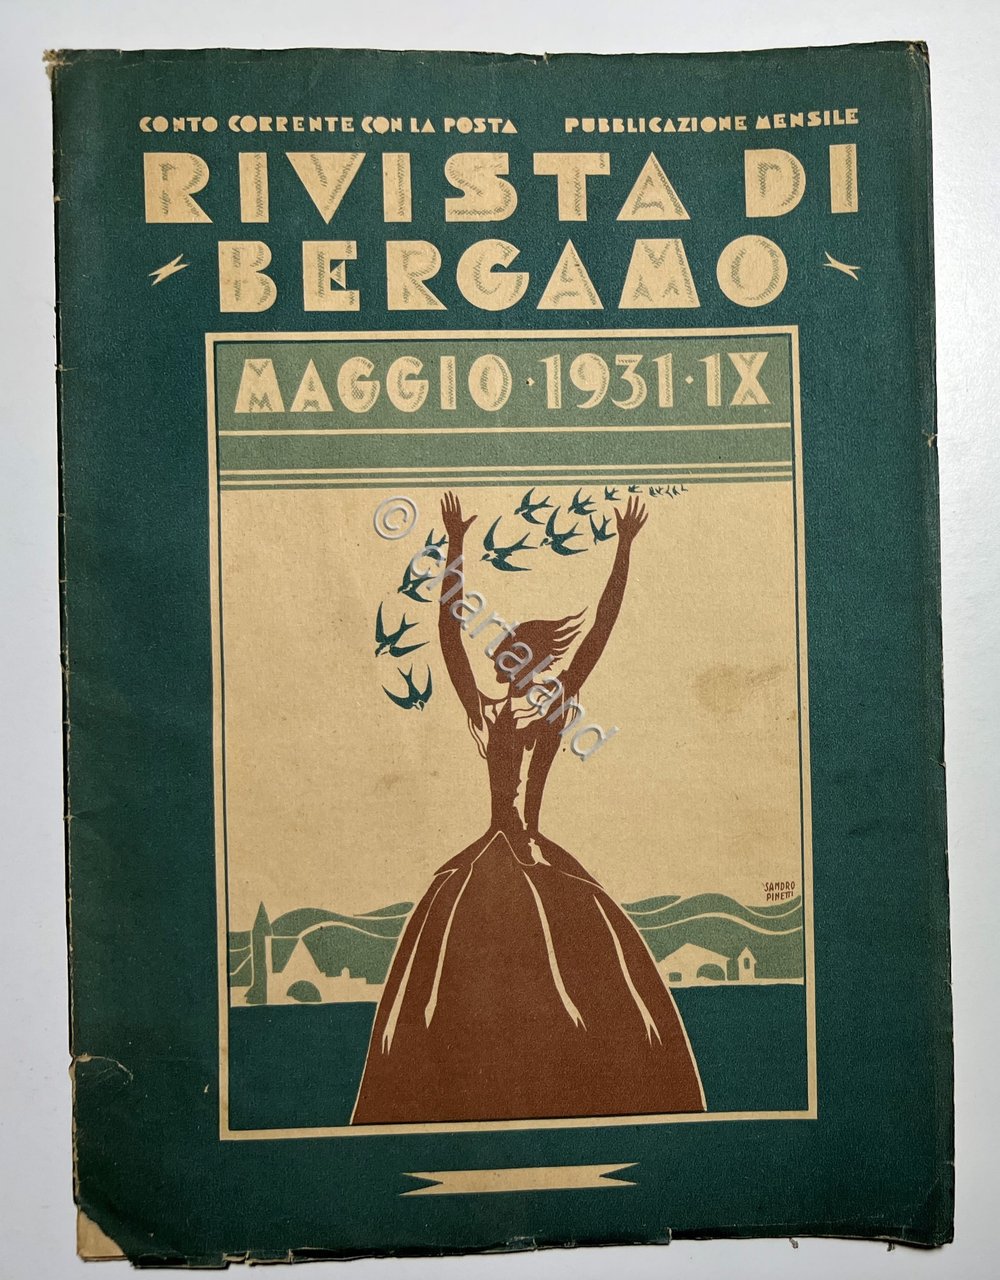 CONTO CORRENTE CON LA POSTA PUBBLICAZIONE MENSILE
RIVISTA DI
BERGAMO
MAGGIO · 1931 · IX
© chartaland
SANDRO
PINETTI